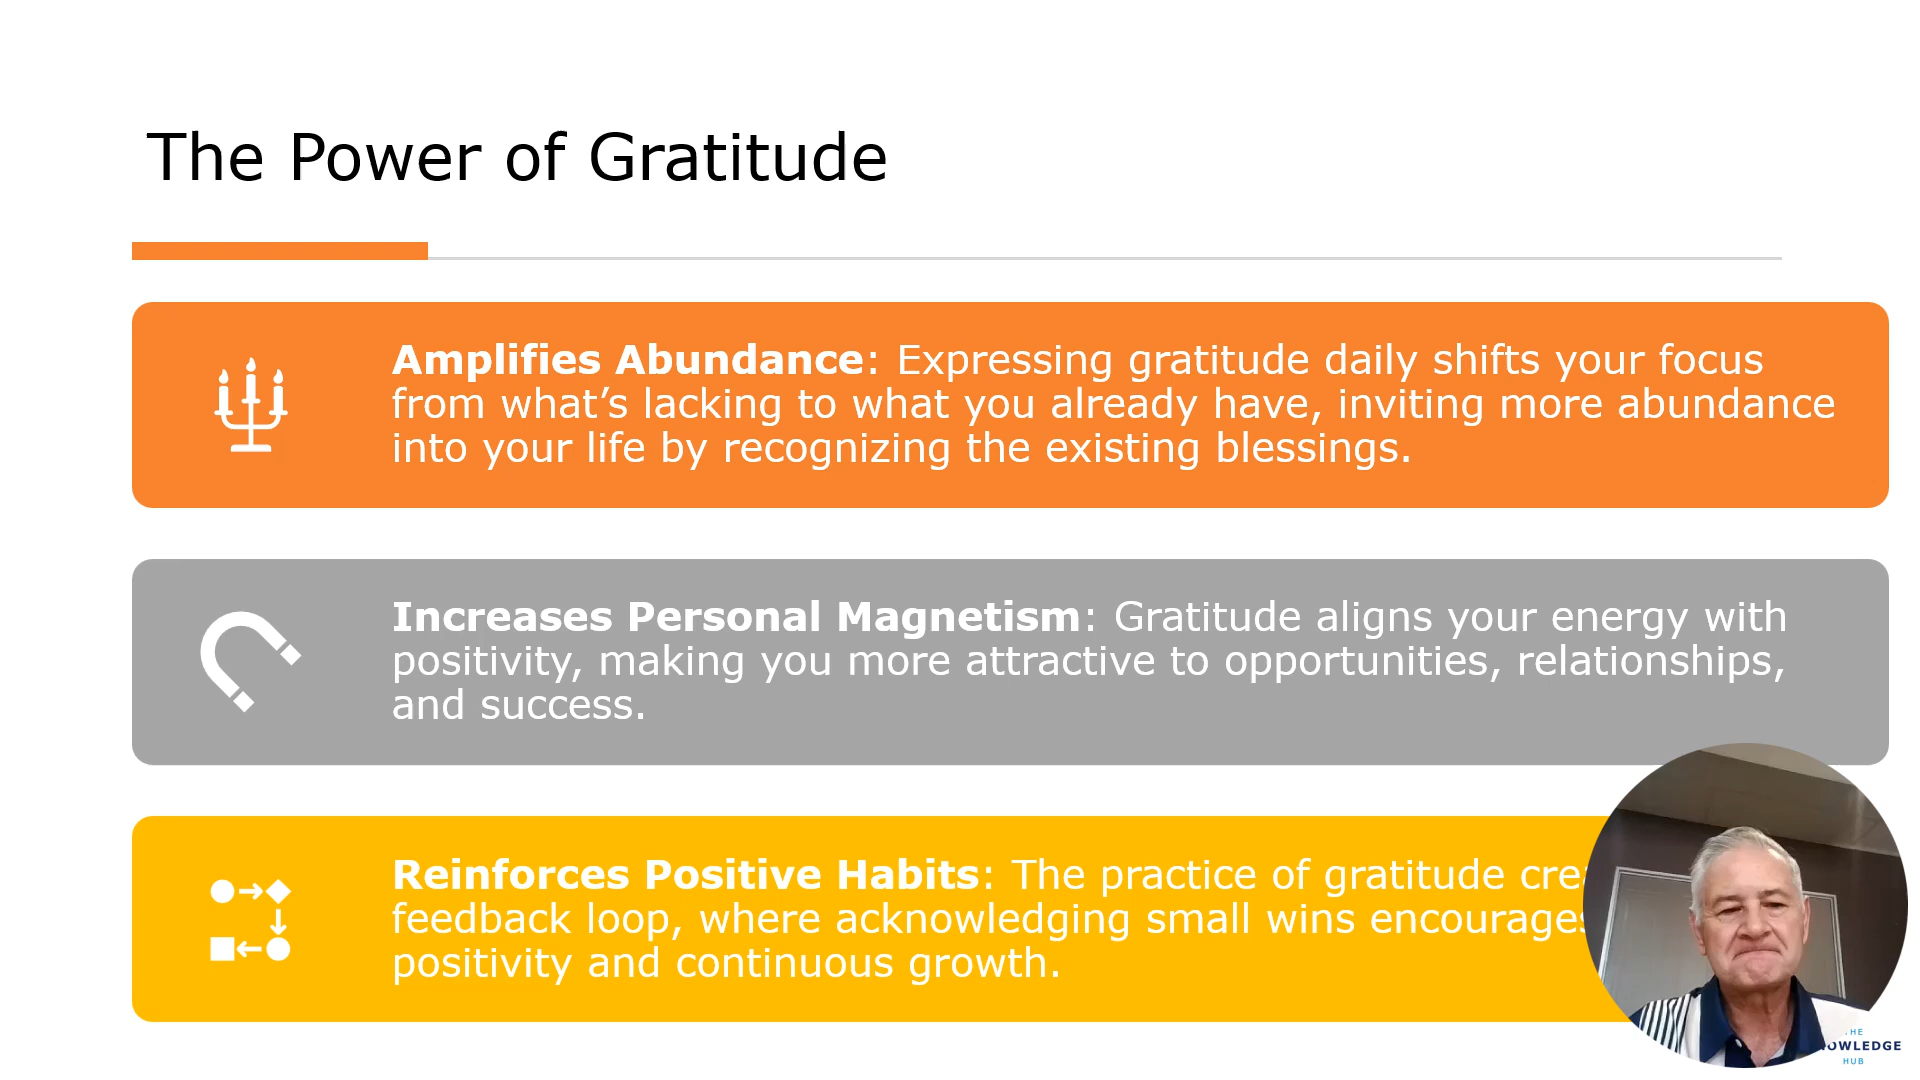 The Power of Gratitude
Amplifies Abundance: Expressing gratitude daily shifts your focus
from what’s lacking to what you already have, inviting more abundance
into your life by recognizing the existing blessings.
Increases Personal Magnetism: Gratitude aligns your energy with
positivity, making you more attractive to opportunities, relationships,
and success.
Reinforces Positive Habits: The practice of gratitude
feedback loop, where acknowledging small wins encourages
positivity and continuous growth.
HUB